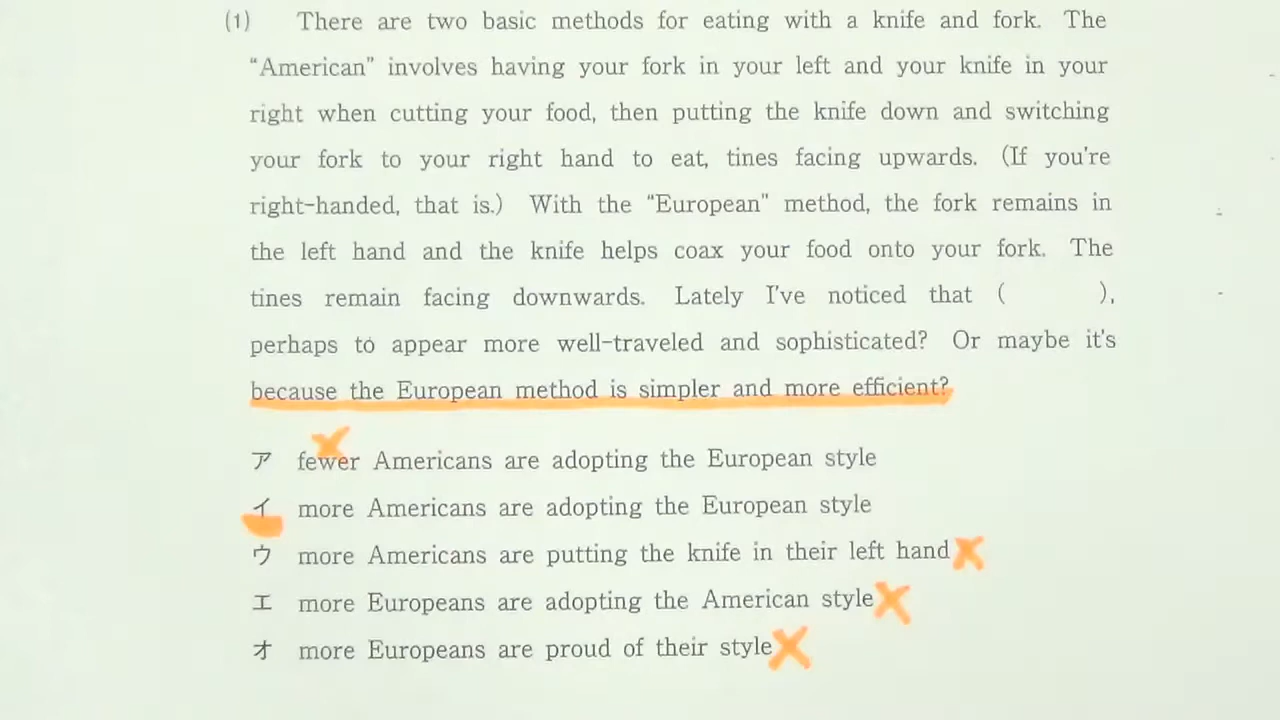 (1) There are two basic methods for eating with a knife and fork. The
“American” involves having your fork in your left and your knife in your
right when cutting your food, then putting the knife down and switching
your fork to your right hand to eat, tines facing upwards. (If you're
right-handed, that is.) With the “European” method, the fork remains in
the left hand and the knife helps coax your food onto your fork. The
tines remain facing downwards. Lately I've noticed that (      ),
perhaps to appear more well-traveled and sophisticated? Or maybe it's
because the European method is simpler and more efficient?
ア fewer Americans are adopting the European style
イ more Americans are adopting the European style
ウ more Americans are putting the knife in their left hand
エ more Europeans are adopting the American style
オ more Europeans are proud of their style